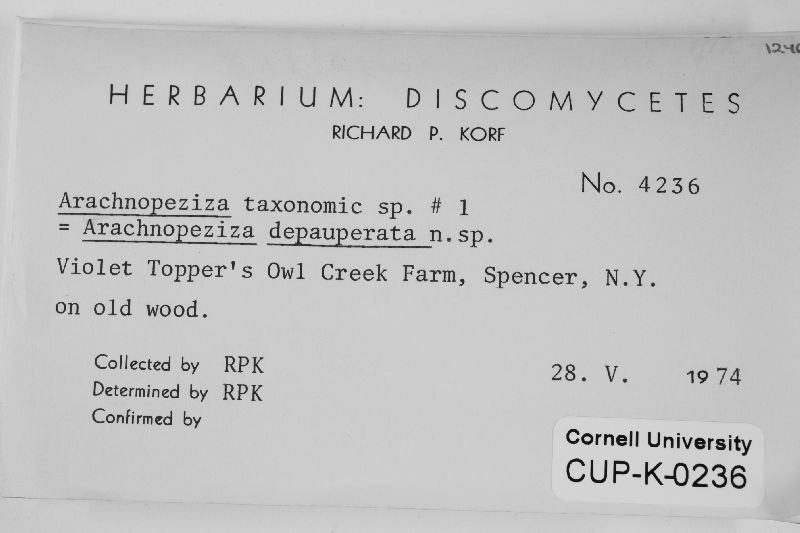 HERBARIUM: DISCOMYCETES
RICHARD P. KORF
No. 4236
Arachnopeziza taxonomic sp. # 1
= Arachnopeziza depauperata n.sp.
Violet Topper's Owl Creek Farm, Spencer, N.Y.
on old wood.
Collected by RPK
28. V. 1974
Determined by RPK
Confirmed by
Cornell University
CUP-K-0236